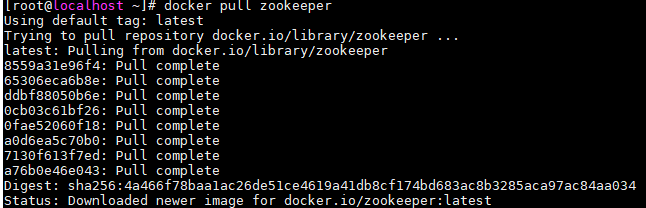 [root@localhost ~]# docker pull zookeeper
Using default tag: latest
Trying to pull repository docker.io/library/zookeeper ...
latest: Pulling from docker.io/library/zookeeper
8559a31e96f4: Pull complete
65306eca6b8e: Pull complete
ddbf88050b6e: Pull complete
0cb03c61bf26: Pull complete
0fae52060f18: Pull complete
a0d6ea5c70b0: Pull complete
7130f613f7ed: Pull complete
a76b0e46e043: Pull complete
Digest: sha256:4a466f78baa1ac26de51ce4619a41db8cf174bd683ac8b3285aca97ac84aa034
Status: Downloaded newer image for docker.io/zookeeper:latest